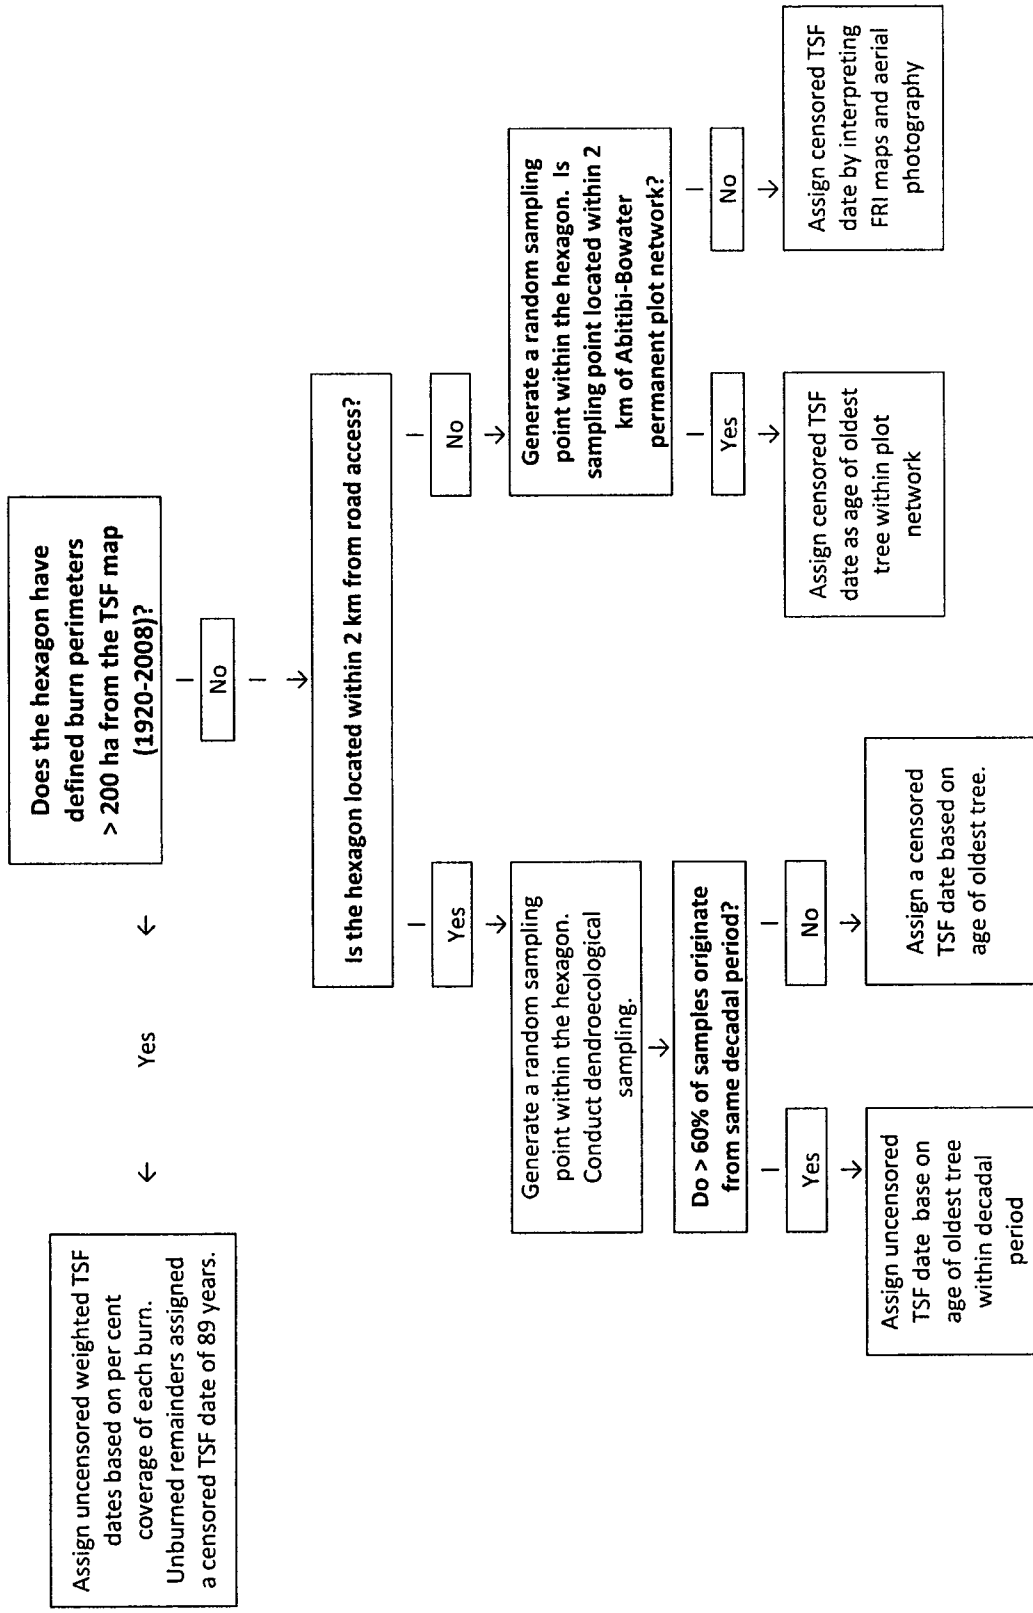 Does the hexagon have
defined burn perimeters
> 200 ha from the TSF map
(1920-2008)?
Yes
Assign uncensored weighted TSF
dates based on per cent
coverage of each burn.
Unburned remainders assigned
a censored TSF date of 89 years.
No
Is the hexagon located within 2 km from road access?
Yes
Generate a random sampling
point within the hexagon.
Conduct dendroecological
sampling.
Do > 60% of samples originate
from same decadal period?
Yes
Assign uncensored
TSF date base on
age of oldest tree
within decadal
period
No
Assign a censored
TSF date based on
age of oldest tree.
No
Generate a random sampling
point within the hexagon. Is
sampling point located within 2
km of Abitibi-Bowater
permanent plot network?
Yes
Assign censored TSF
date as age of oldest
tree within plot
network
No
Assign censored TSF
date by interpreting
FRI maps and aerial
photography